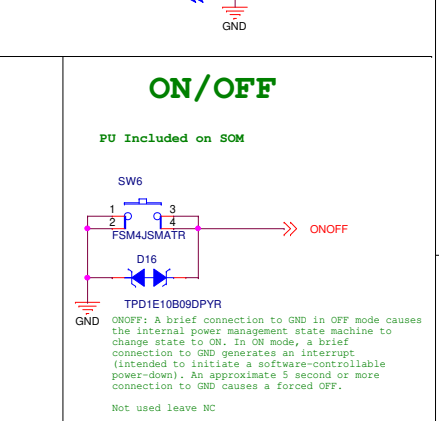 GND
ON/OFF
PU Included on SOM
SW6
1 3
2 4
FSM4JSMATR
ONOFF
D16
TPD1E10B09DPYR
GND
ONOFF: A brief connection to GND in OFF mode causes
the internal power management state machine to
change state to ON. In ON mode, a brief
connection to GND generates an interrupt
(intended to initiate a software-controllable
power-down). An approximate 5 second or more
connection to GND causes a forced OFF.
Not used leave NC